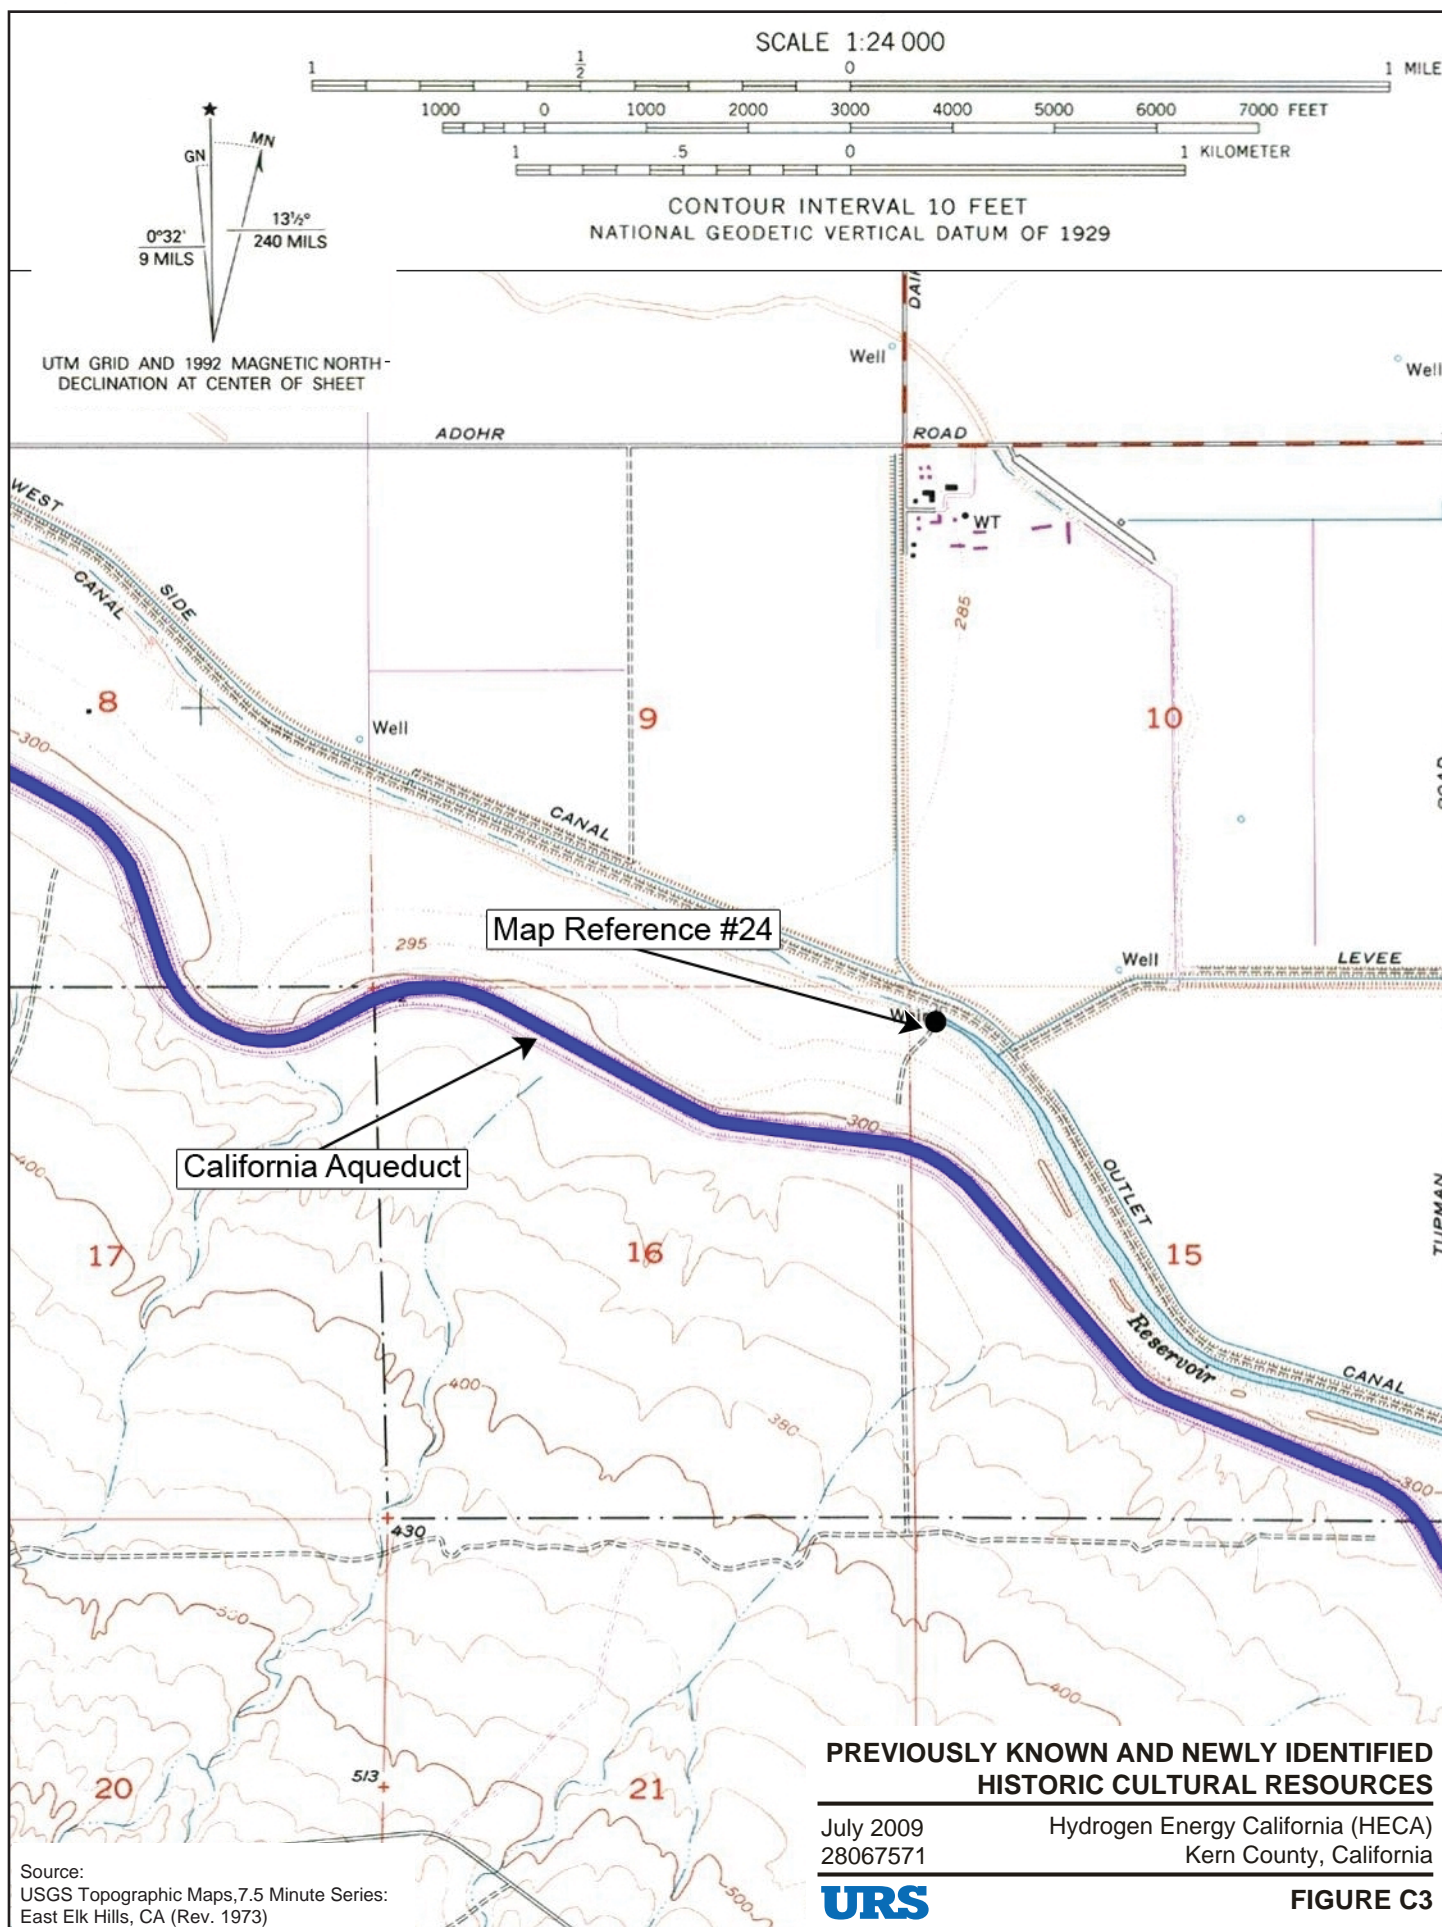 SCALE 1:24 000
1 1/2 0 1 MILE
1000 0 1000 2000 3000 4000 5000 6000 7000 FEET
1 .5 0 1 KILOMETER
CONTOUR INTERVAL 10 FEET
NATIONAL GEODETIC VERTICAL DATUM OF 1929
★
GN MN
0°32' 13½°
9 MILS 240 MILS
UTM GRID AND 1992 MAGNETIC NORTH
DECLINATION AT CENTER OF SHEET
Well
Well
ADOHR ROAD
WEST SIDE CANAL
WT
285
8
9
10
Well
300
CANAL
Map Reference #24
295
Well
LEVEE
California Aqueduct
300
400
17
16
15
OUTLET
TUPMAN
Reservoir
CANAL
400
380
300
430
500
400
20
513
21
500
PREVIOUSLY KNOWN AND NEWLY IDENTIFIED
HISTORIC CULTURAL RESOURCES
July 2009 Hydrogen Energy California (HECA)
28067571 Kern County, California
URS FIGURE C3
Source:
USGS Topographic Maps,7.5 Minute Series:
East Elk Hills, CA (Rev. 1973)